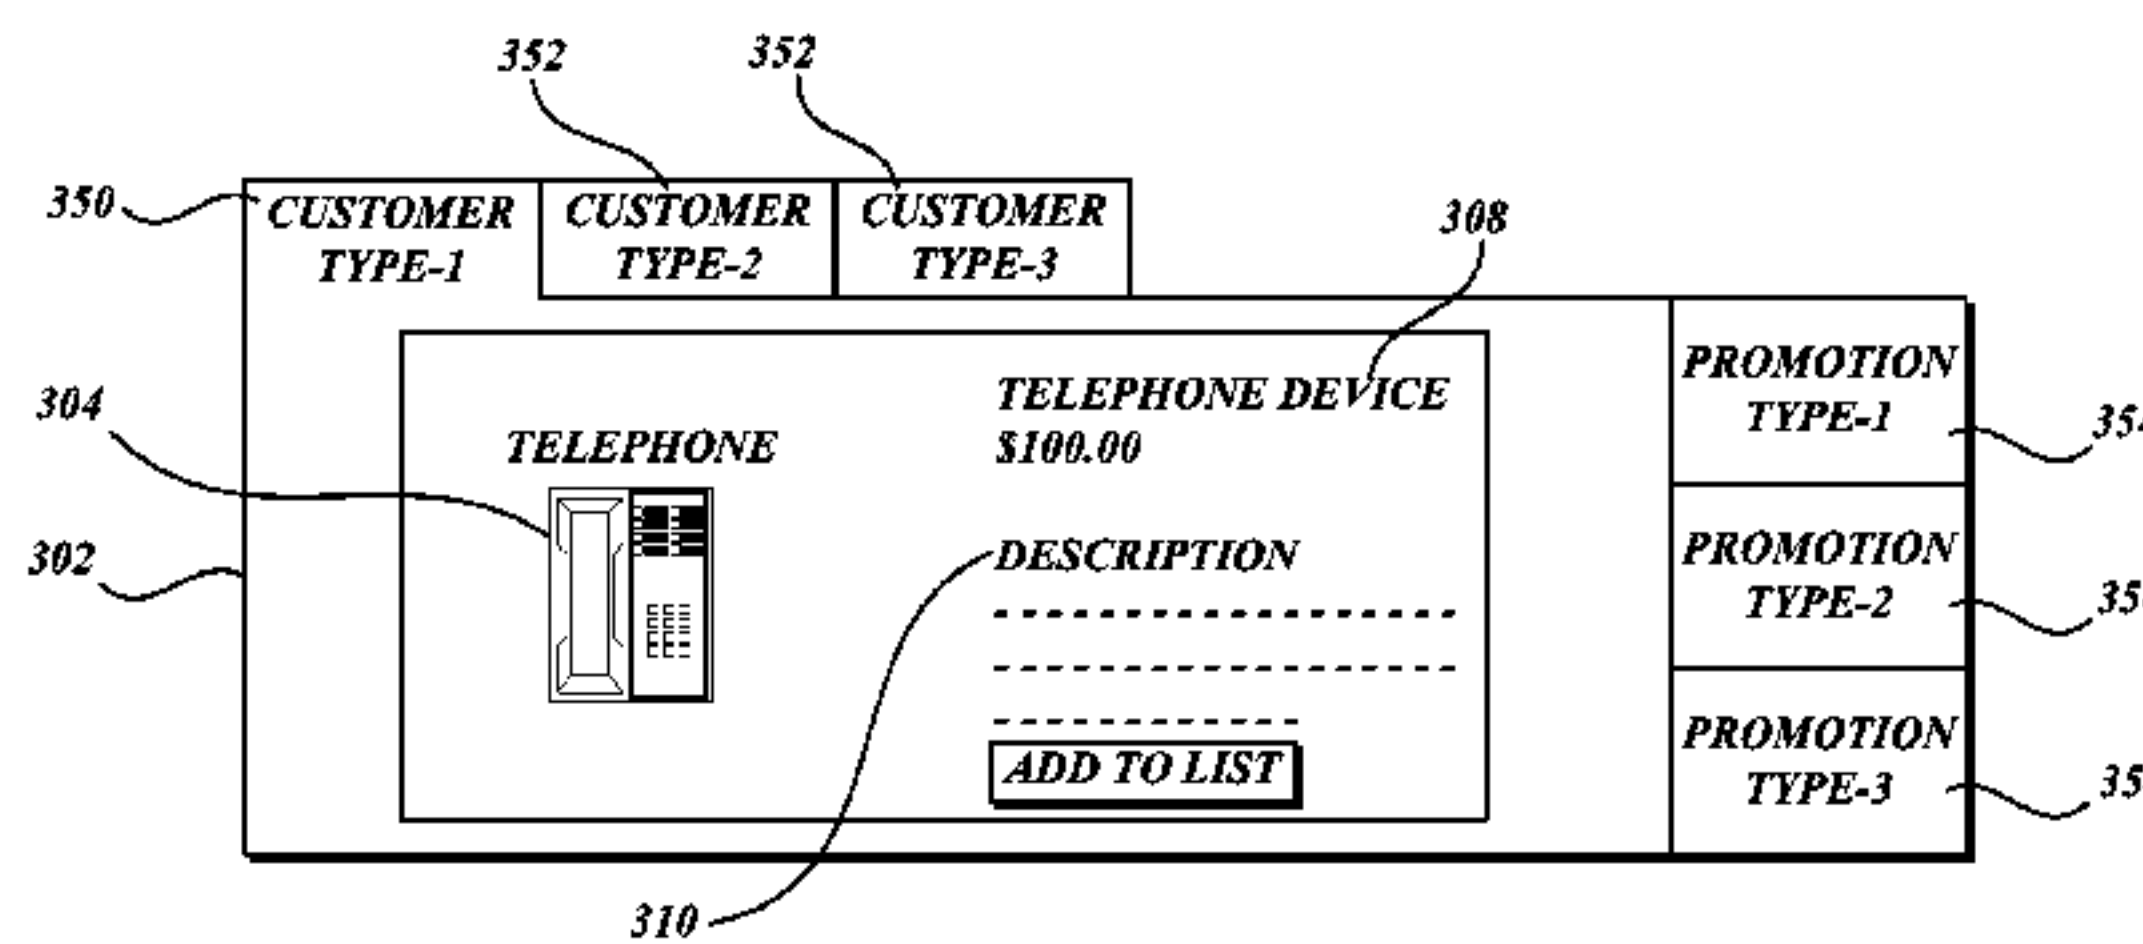 352 352
350 CUSTOMER CUSTOMER CUSTOMER
TYPE-1 TYPE-2 TYPE-3
308
PROMOTION
TYPE-1
304 TELEPHONE DEVICE
TELEPHONE $100.00
302 DESCRIPTION
PROMOTION
TYPE-2
PROMOTION
TYPE-3
ADD TO LIST
310